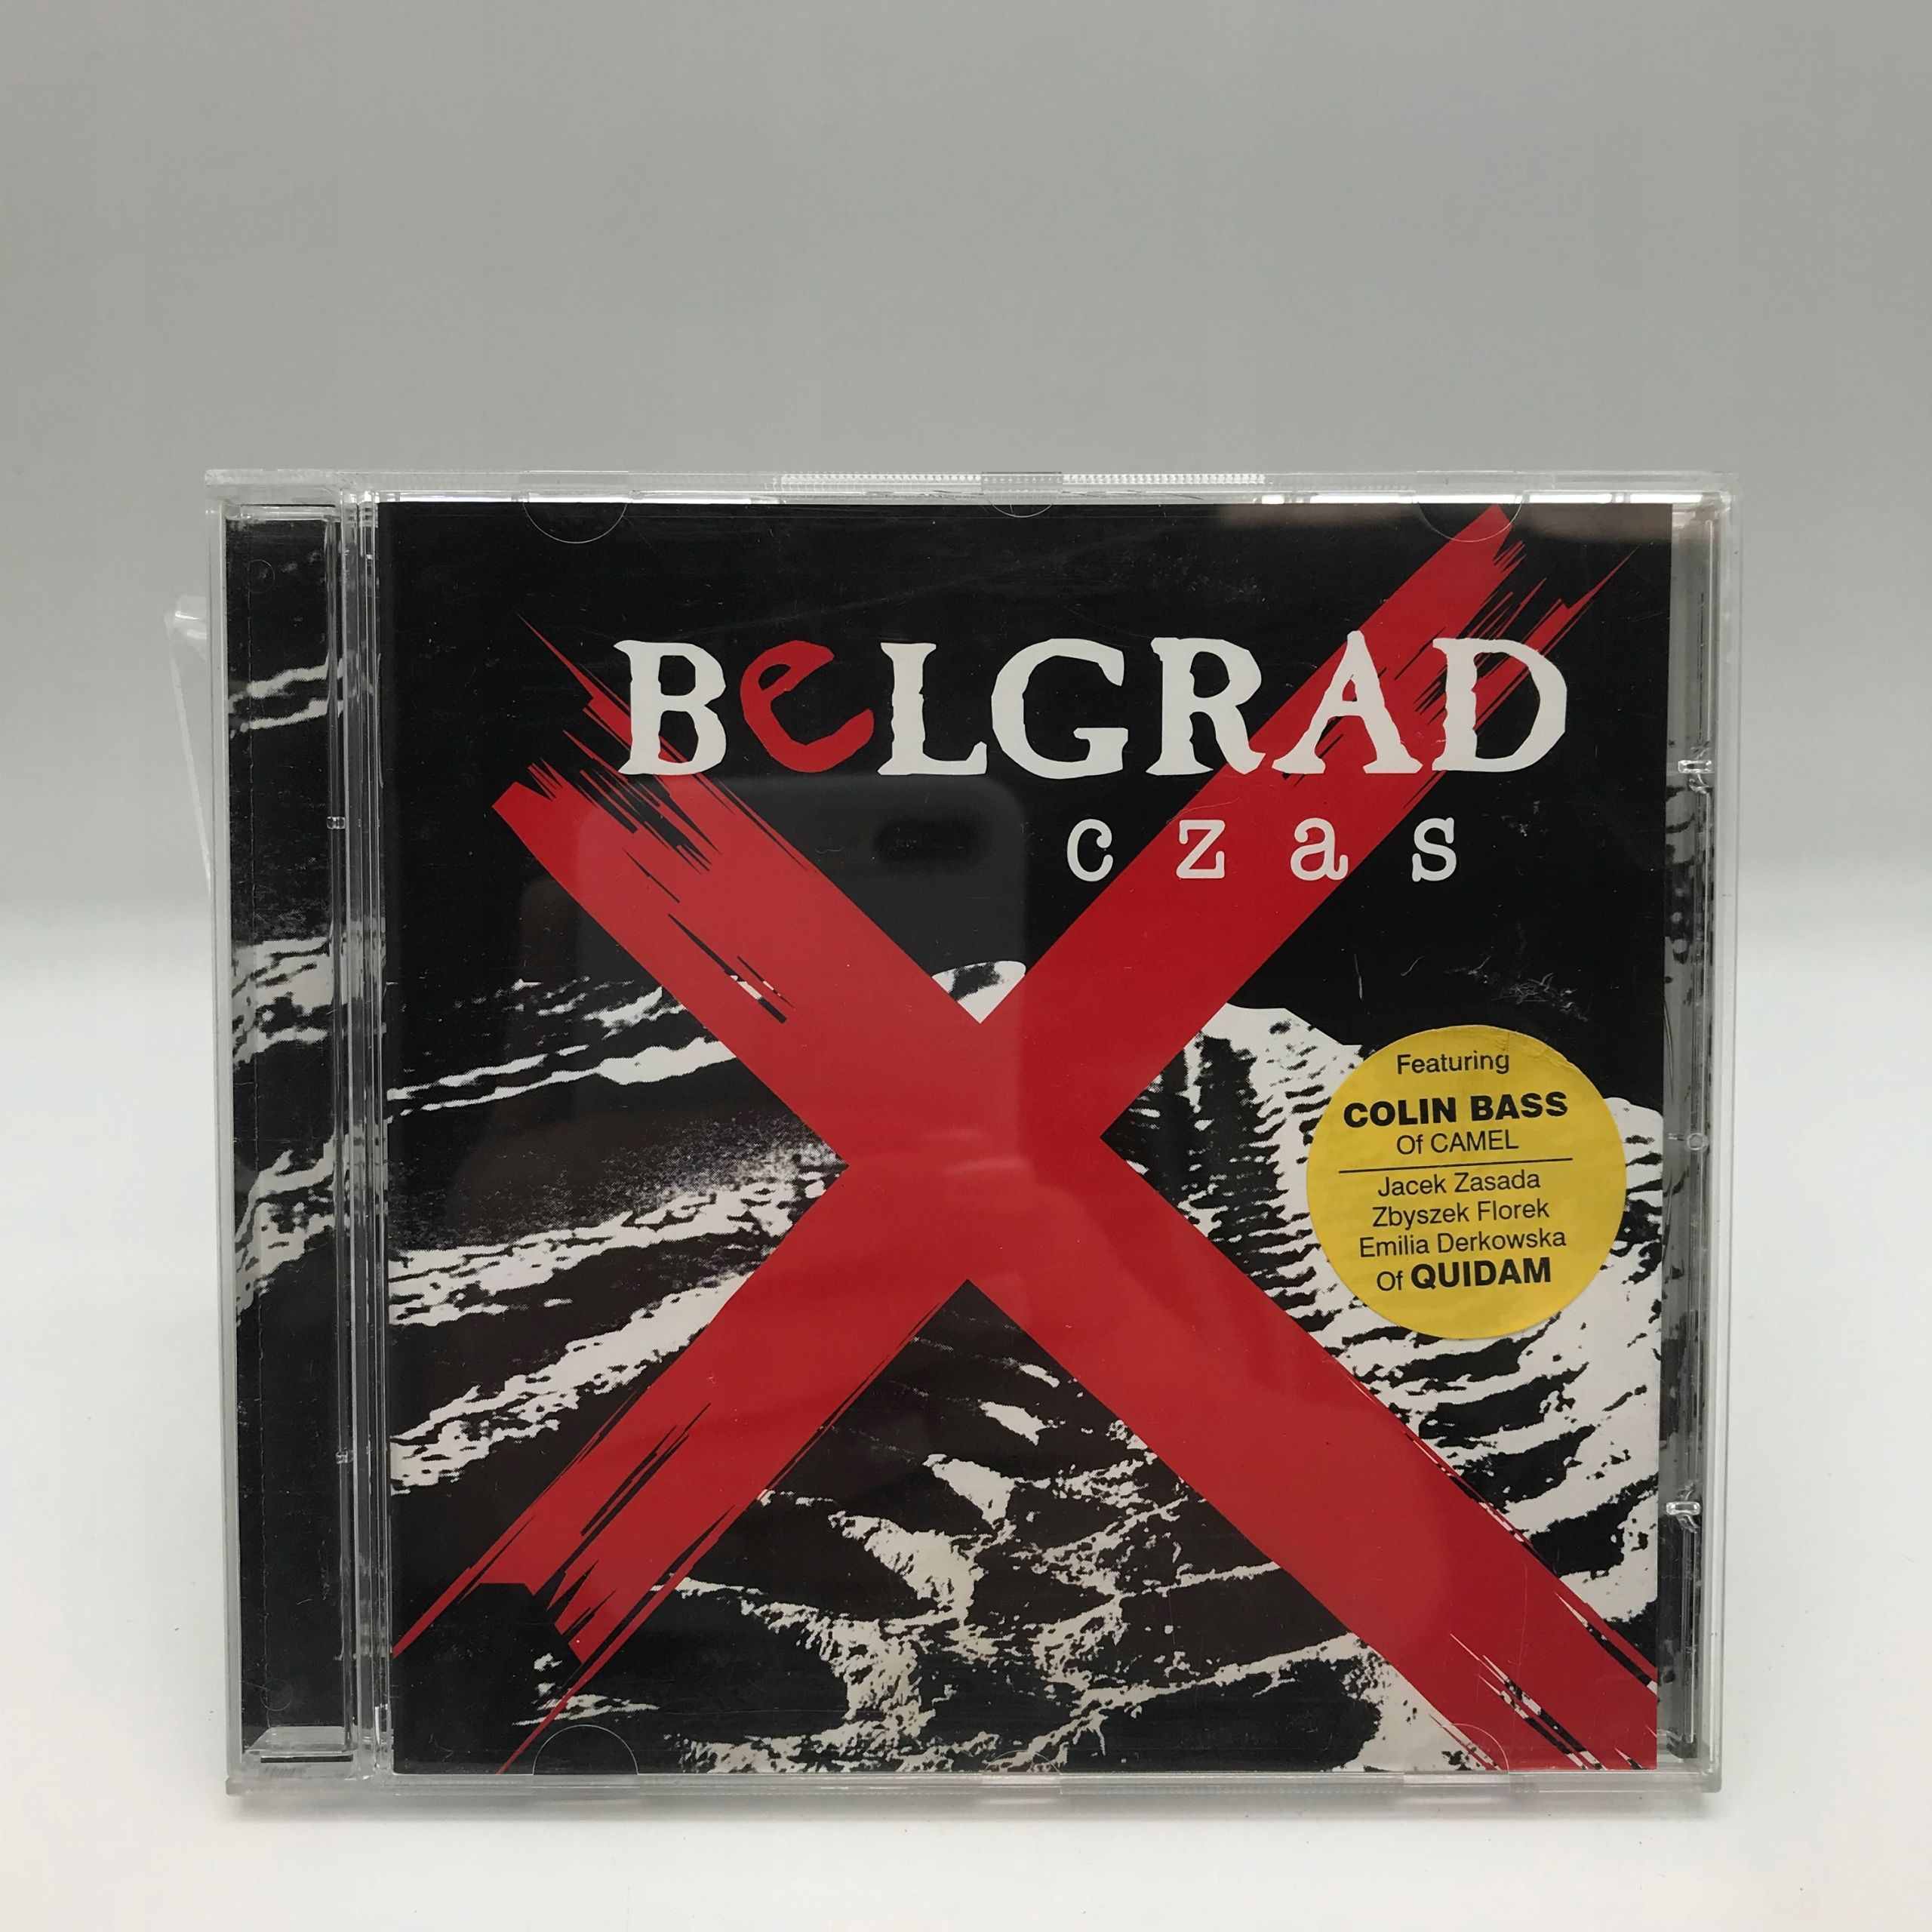 BeLGRAD
czas
Featuring
COLIN BASS
Of CAMEL
Jacek Zasada
Zbyszek Florek
Emilia Derkowska
Of QUIDAM